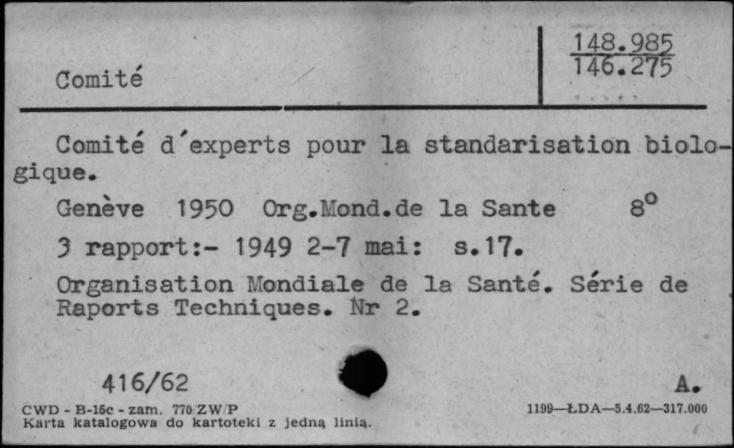 148.985
146.275
Comité
Comité d'experts pour la standarisation biolo-
gique.
Genève 1950 Org.Mond.de la Sante 8º
3 rapport:- 1949 2-7 mai: s.17.
Organisation Mondiale de la Santé. Série de
Raports Techniques. Nr 2.
416/62
A.
CWD - B-15c - zam. 770/ZW/P
1199—ŁDA—5.4.62—317.000
Karta katalogowa do kartoteki z jedną linią.